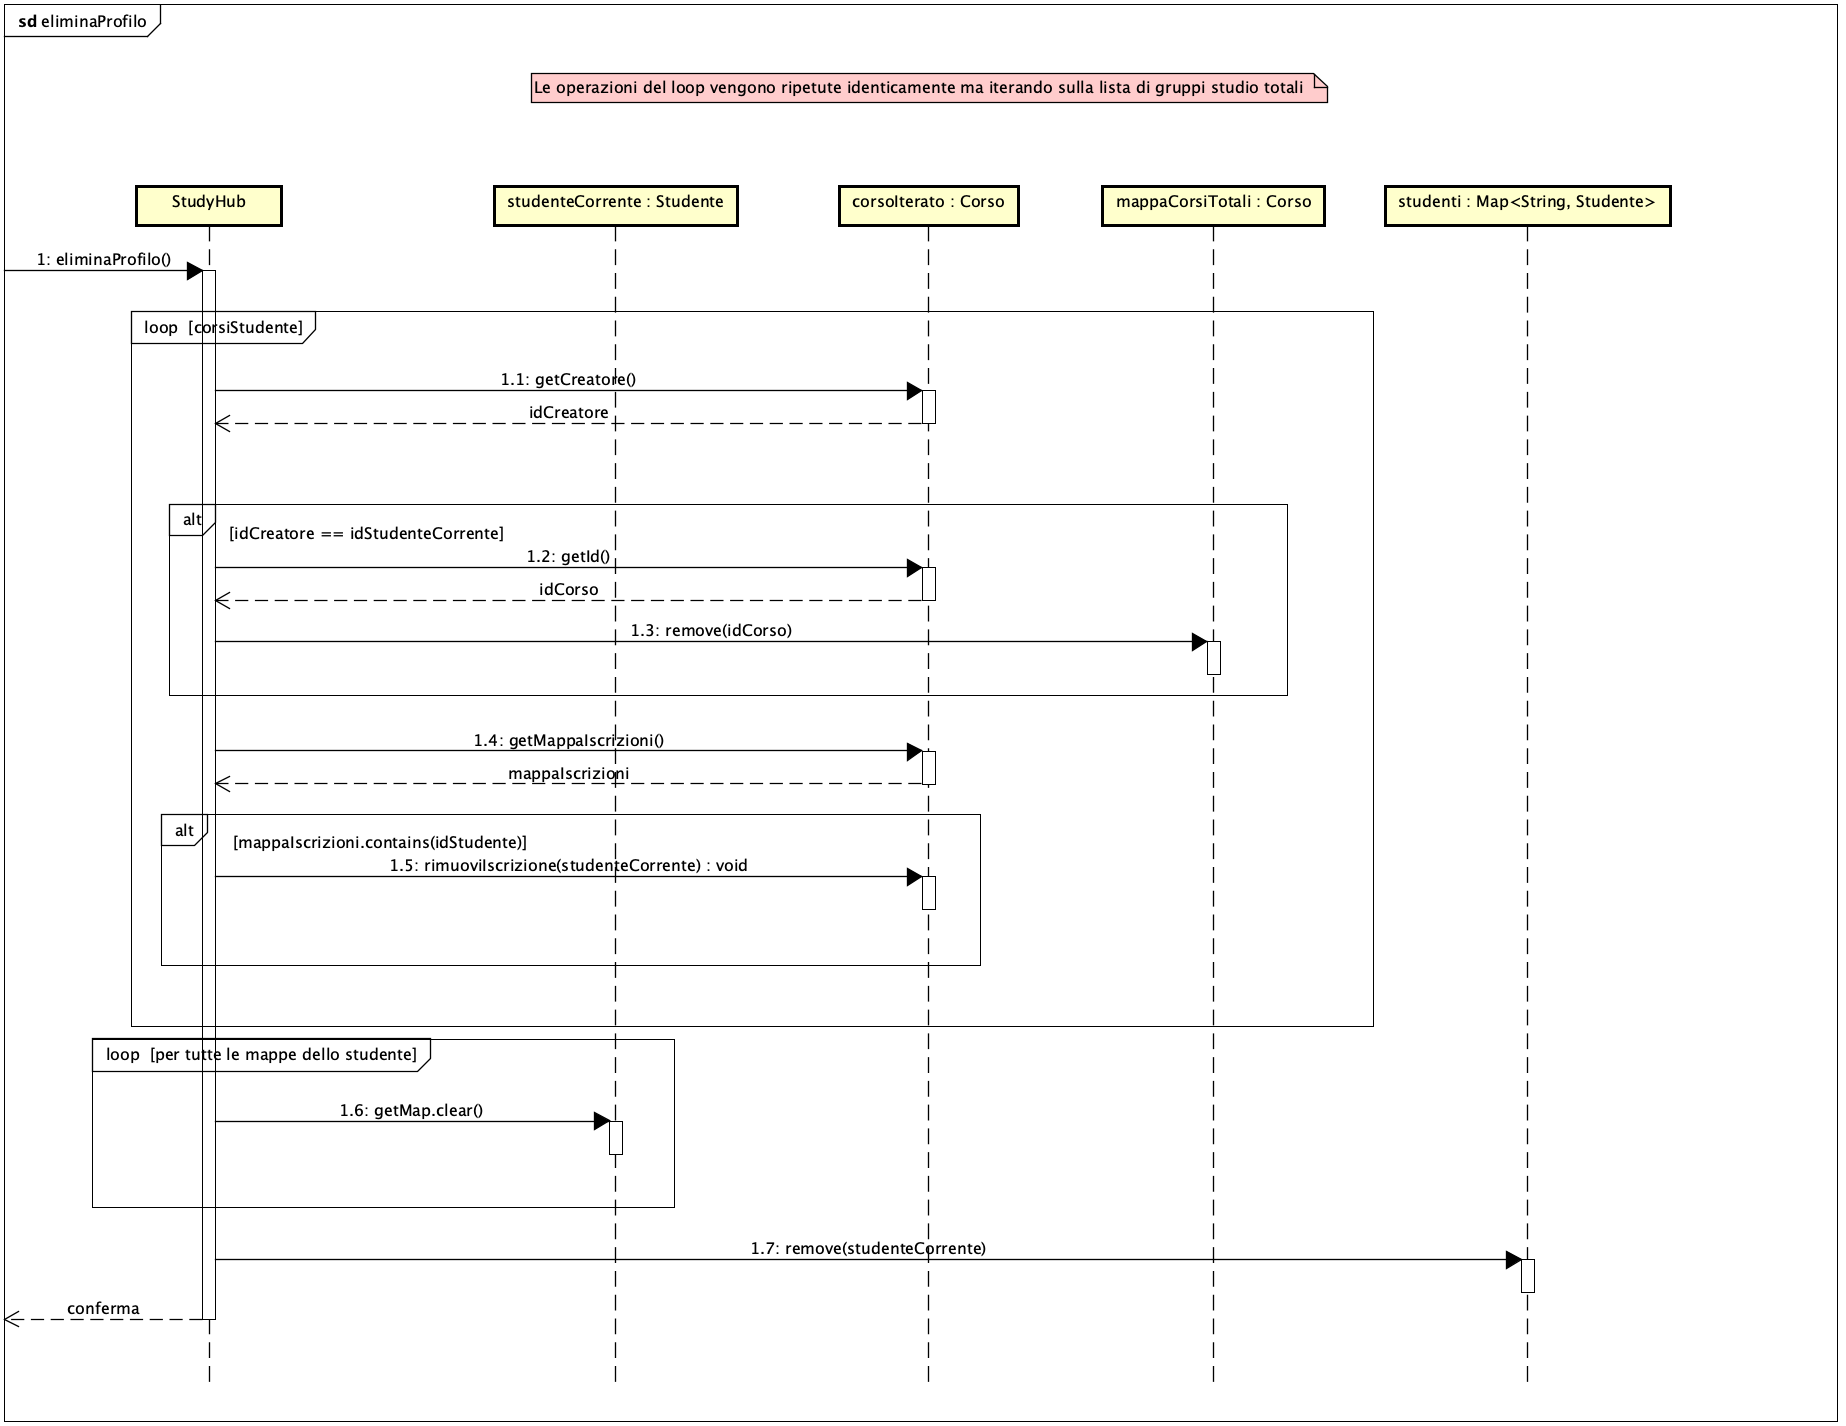 sd eliminaProfilo
Le operazioni del loop vengono ripetute identicamente ma iterando sulla lista di gruppi studio totali
StudyHub
studenteCorrente : Studente
corsoIterato : Corso
mappaCorsiTotali : Corso
studenti : Map<String, Studente>
1: eliminaProfilo()
loop [corsiStudente]
1.1: getCreatore()
idCreatore
alt
[idCreatore == idStudenteCorrente]
1.2: getId()
idCorso
1.3: remove(idCorso)
1.4: getMappaIscrizioni()
mappaIscrizioni
alt
[mappaIscrizioni.contains(idStudente)]
1.5: rimuoviIscrizione(studenteCorrente) : void
loop [per tutte le mappe dello studente]
1.6: getMap.clear()
1.7: remove(studenteCorrente)
conferma